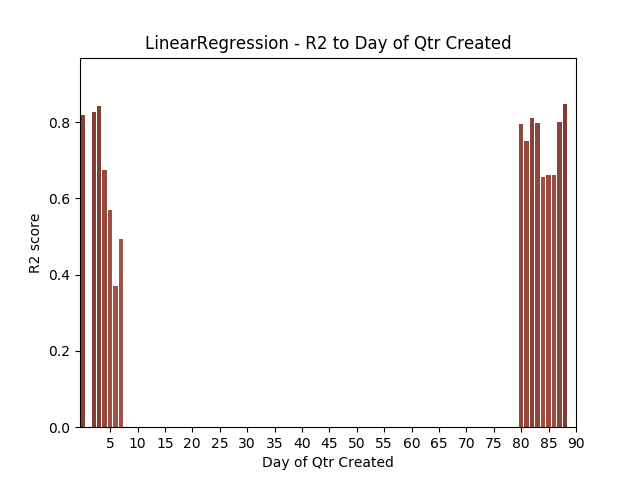 LinearRegression - R2 to Day of Qtr Created
0.8
0.6
0.4
0.2
0.0
R2 score
5 10 15 20 25 30 35 40 45 50 55 60 65 70 75 80 85 90
Day of Qtr Created